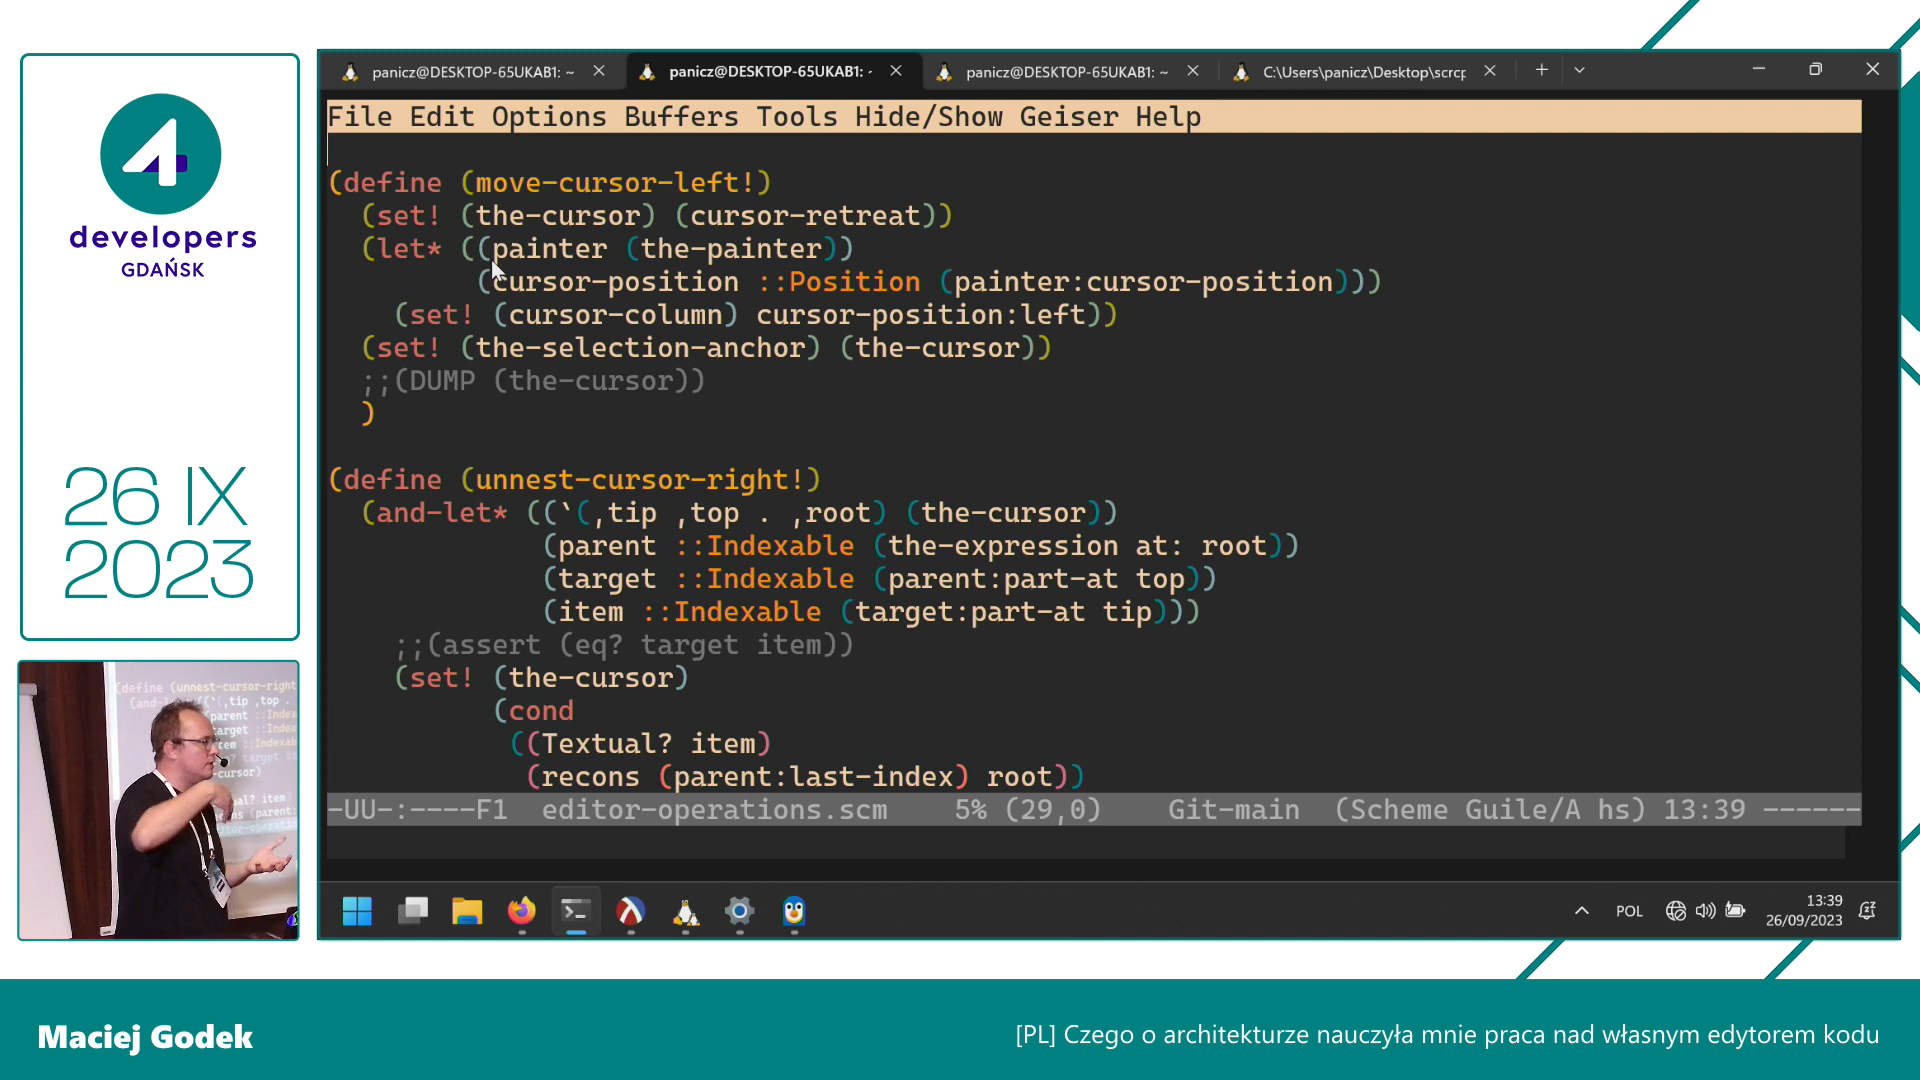 4
developers
GDAŃSK
26 IX
2023
panicz@DESKTOP-65UKAB1: ~
panicz@DESKTOP-65UKAB1: ·
panicz@DESKTOP-65UKAB1: ~
C:\Users\panicz\Desktop\scrcp
File Edit Options Buffers Tools Hide/Show Geiser Help
(define (move-cursor-left!)
  (set! (the-cursor) (cursor-retreat))
  (let* ((painter (the-painter))
         (cursor-position ::Position (painter:cursor-position)))
    (set! (cursor-column) cursor-position:left))
  (set! (the-selection-anchor) (the-cursor))
  ;;(DUMP (the-cursor))
  )
(define (unnest-cursor-right!)
  (and-let* ((`(,tip ,top . ,root) (the-cursor))
             (parent ::Indexable (the-expression at: root))
             (target ::Indexable (parent:part-at top))
             (item ::Indexable (target:part-at tip)))
    ;;(assert (eq? target item))
    (set! (the-cursor)
          (cond
           ((Textual? item)
            (recons (parent:last-index) root))
-UU-:----F1  editor-operations.scm    5% (29,0)    Git-main  (Scheme Guile/A hs) 13:39 ------
POL
13:39
26/09/2023
Maciej Godek
[PL] Czego o architekturze nauczyła mnie praca nad własnym edytorem kodu